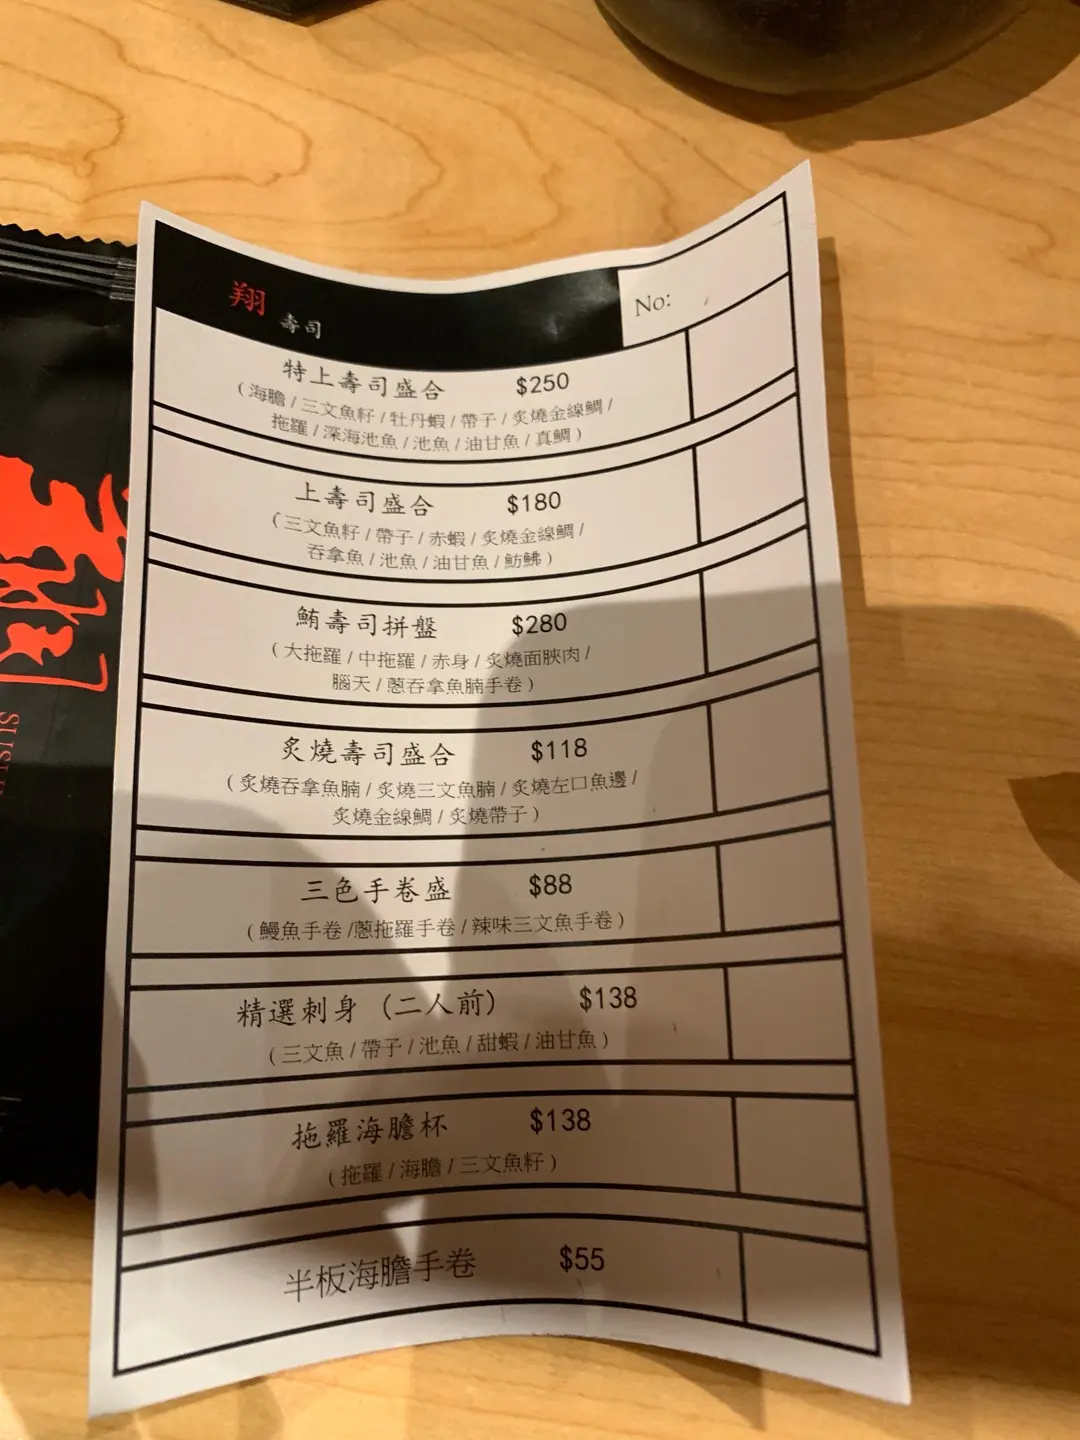 翔 壽司
No:
特上壽司盛合 $250
(海膽/三文魚籽/牡丹蝦/帶子/炙燒金線鯛/
拖羅/深海池魚/池魚/油甘魚/真鯛)
上壽司盛合 $180
(三文魚籽/帶子/赤蝦/炙燒金線鯛/
吞拿魚/池魚/油甘魚/魴鮄)
鮪壽司拼盤 $280
(大拖羅/中拖羅/赤身/炙燒面脥肉/
腦天/蔥吞拿魚腩手卷)
炙燒壽司盛合 $118
(炙燒吞拿魚腩/炙燒三文魚腩/炙燒左口魚邊/
炙燒金線鯛/炙燒帶子)
三色手卷盛 $88
(鰻魚手卷/蔥拖羅手卷/辣味三文魚手卷)
精選刺身 (二人前) $138
(三文魚/帶子/池魚/甜蝦/油甘魚)
拖羅海膽杯 $138
(拖羅/海膽/三文魚籽)
半板海膽手卷 $55